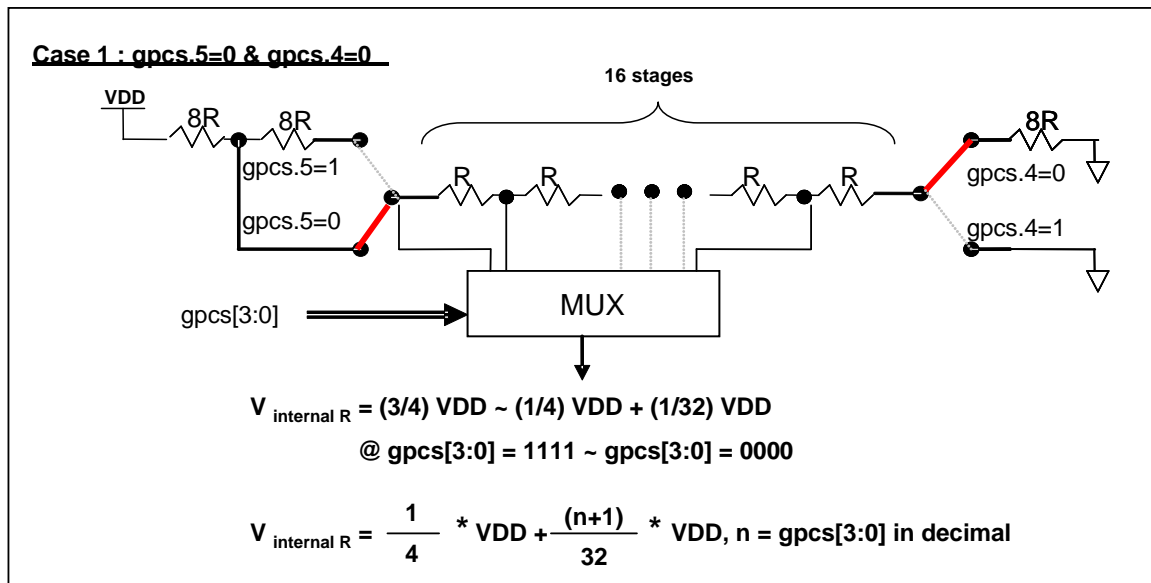 Case 1 : gpcs.5=0 & gpcs.4=0
16 stages
VDD
8R
8R
8R
gpcs.5=1
gpcs.4=0
R
R
R
R
gpcs.5=0
gpcs.4=1
MUX
gpcs[3:0]
V internal R = (3/4) VDD ~ (1/4) VDD + (1/32) VDD
@ gpcs[3:0] = 1111 ~ gpcs[3:0] = 0000
V internal R = 1/4 * VDD + (n+1)/32 * VDD, n = gpcs[3:0] in decimal